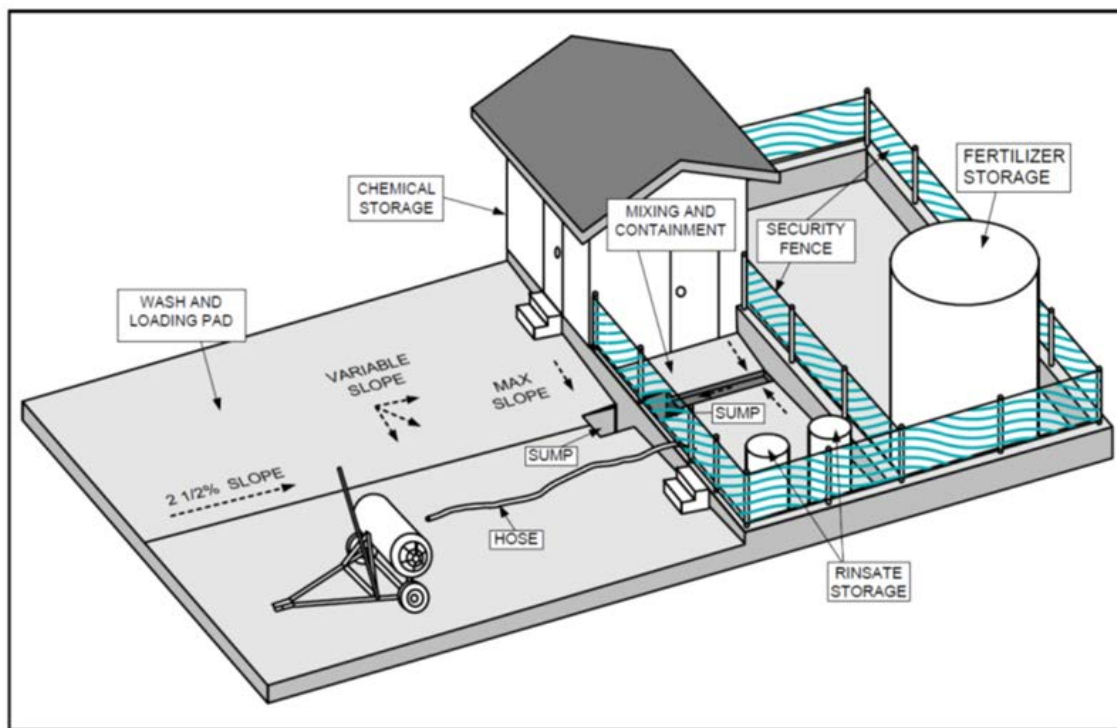 FERTILIZER
STORAGE
CHEMICAL
STORAGE
MIXING AND
CONTAINMENT
SECURITY
FENCE
WASH AND
LOADING PAD
VARIABLE
SLOPE
MAX
SLOPE
SUMP
SUMP
2 1/2% SLOPE
HOSE
RINSATE
STORAGE